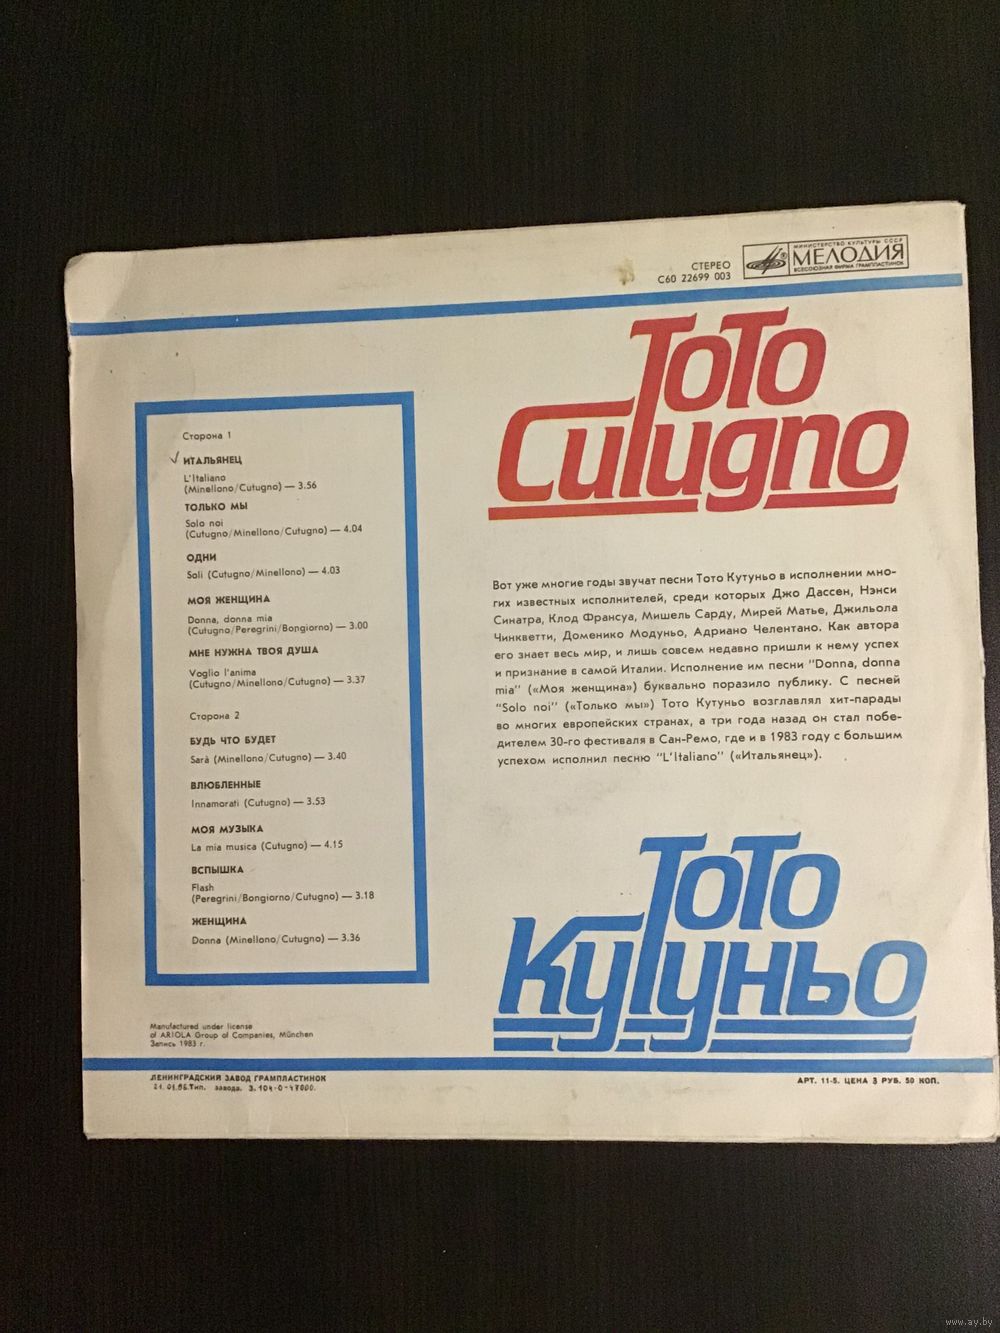 СТЕРЕО
С60 22699 003
МИНИСТЕРСТВО КУЛЬТУРЫ СССР
МЕЛОДИЯ
ВСЕСОЮЗНАЯ ФИРМА ГРАМПЛАСТИНОК
ToTo
Cutugno
Сторона 1
ИТАЛЬЯНЕЦ
L'Italiano
(Minellono/Cutugno) — 3.56
ТОЛЬКО МЫ
Solo noi
(Cutugno/Minellono/Cutugno) — 4.04
ОДНИ
Soli (Cutugno/Minellono) — 4.03
МОЯ ЖЕНЩИНА
Donna, donna mia
(Cutugno/Peregrini/Bongiorno) — 3.00
МНЕ НУЖНА ТВОЯ ДУША
Voglio l'anima
(Cutugno/Minellono/Cutugno) — 3.37
Сторона 2
БУДЬ ЧТО БУДЕТ
Sarà (Minellono/Cutugno) — 3.40
ВЛЮБЛЕННЫЕ
Innamorati (Cutugno) — 3.53
МОЯ МУЗЫКА
La mia musica (Cutugno) — 4.15
ВСПЫШКА
Flash
(Peregrini/Bongiorno/Cutugno) — 3.18
ЖЕНЩИНА
Donna (Minellono/Cutugno) — 3.36
Вот уже многие годы звучат песни Тото Кутуньо в исполнении мно-
гих известных исполнителей, среди которых Джо Дассен, Нэнси
Синатра, Клод Франсуа, Мишель Сарду, Мирей Матье, Джильола
Чинкветти, Доменико Модуньо, Адриано Челентано. Как автора
его знает весь мир, и лишь совсем недавно пришли к нему успех
и признание в самой Италии. Исполнение им песни "Donna, donna
mia" («Моя женщина») буквально поразило публику. С песней
"Solo noi" («Только мы») Тото Кутуньо возглавлял хит-парады
во многих европейских странах, а три года назад он стал побе-
дителем 30-го фестиваля в Сан-Ремо, где и в 1983 году с большим
успехом исполнил песню "L'Italiano" («Итальянец»).
ТоТо
Кутуньо
Manufactured under license
of ARIOLA Group of Companies, München
Запись 1983 г.
ЛЕНИНГРАДСКИЙ ЗАВОД ГРАМПЛАСТИНОК
Тип. завода. З. 104-0-47000.
АРТ. 11-5. ЦЕНА 3 РУБ. 50 КОП.
www.ay.by